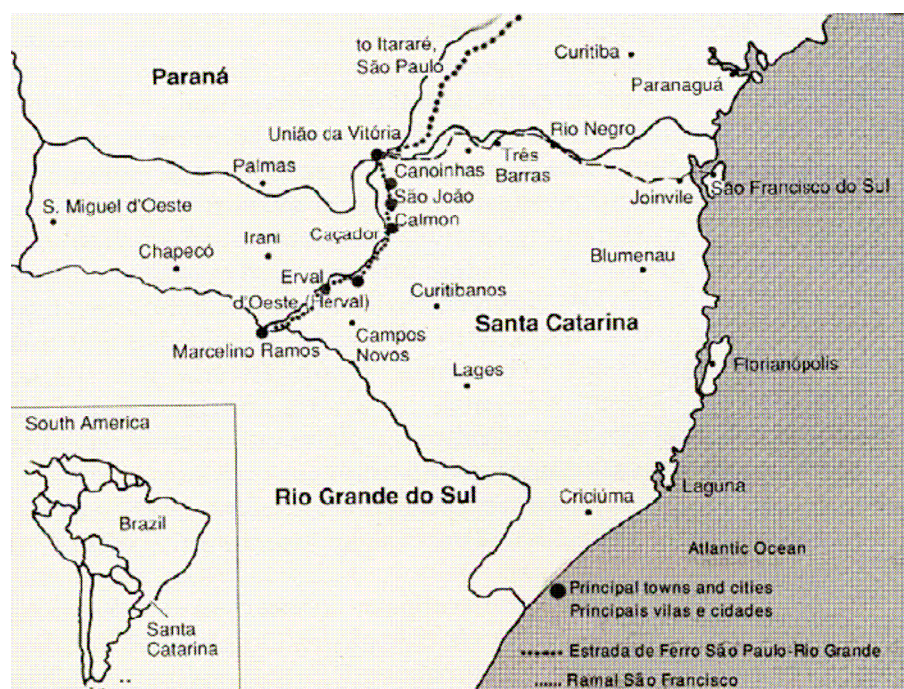 to Itararé,
São Paulo
Curitiba
Paraná
Paranaguá
União da Vitória
Rio Negro
Três
Barras
Palmas
Canoinhas
São João
Joinvile
São Francisco do Sul
S. Miguel d'Oeste
Caçador
Calmon
Irani
Chapecó
Blumenau
Erval
d'Oeste (Herval)
Curitibanos
Santa Catarina
Marcelino Ramos
Campos
Novos
Lages
Florianópolis
South America
Rio Grande do Sul
Criciúma
Laguna
Brazil
Atlantic Ocean
Principal towns and cities
Principais vilas e cidades
Santa
Catarina
Estrada de Ferro São Paulo-Rio Grande
Ramal São Francisco